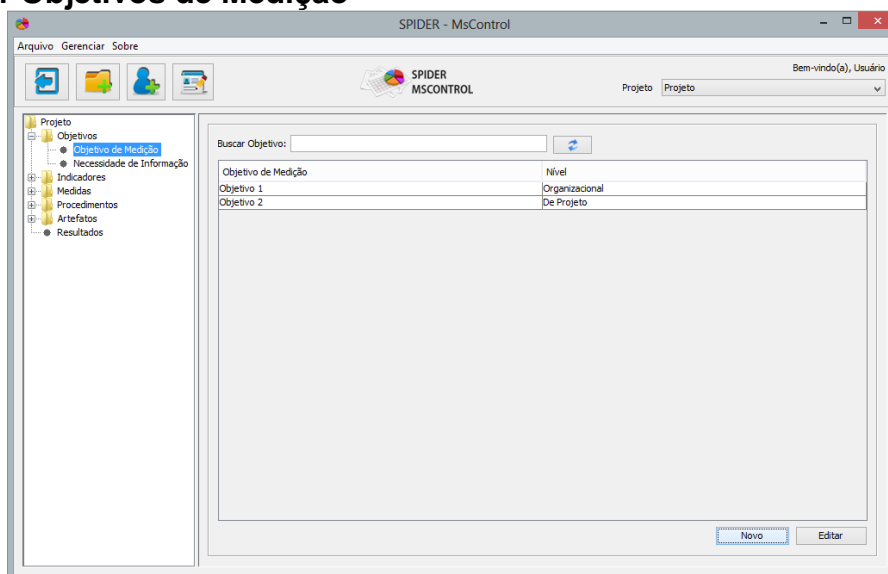 Objetivos de Medição
SPIDER - MsControl
Arquivo Gerenciar Sobre
Bem-vindo(a), Usuário
SPIDER
MSCONTROL
Projeto Projeto
Projeto
Objetivos
Objetivo de Medição
Necessidade de Informação
Indicadores
Medidas
Procedimentos
Artefatos
Resultados
Buscar Objetivo:
Objetivo de Medição Nível
Objetivo 1 Organizacional
Objetivo 2 De Projeto
Novo Editar